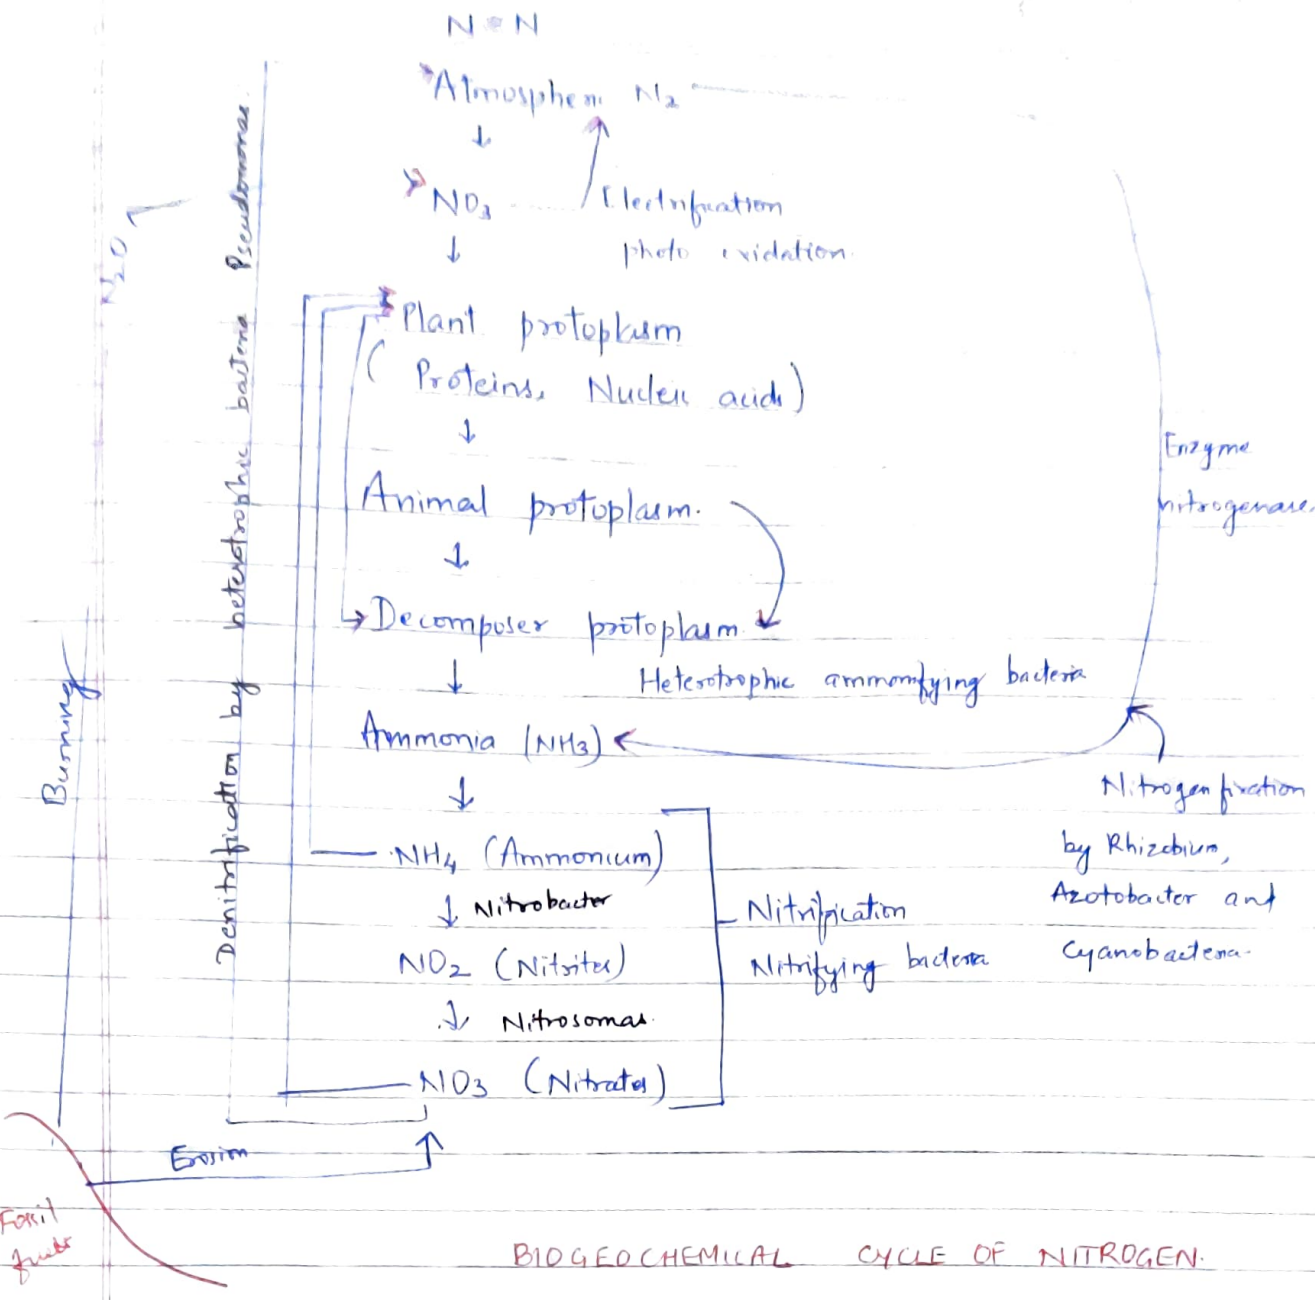 N≡N
Atmospheric N2
NO3
Electrification
photo oxidation
N2O
Plant protoplasm
(Proteins, Nucleic acids)
Animal protoplasm.
Enzyme
nitrogenase.
Decomposer protoplasm
Heterotrophic ammonifying bacteria
Ammonia (NH3)
Nitrogen fixation
by Rhizobium,
Azotobacter and
Cyanobacteria.
NH4 (Ammonium)
Nitrobacter
Nitrification
Nitrifying bacteria
NO2 (Nitrites)
Nitrosomas.
NO3 (Nitrates)
Denitrification by heterotrophic bacteria Pseudomonas.
Burning
Erosion
Fossil
fuels
BIOGEOCHEMICAL CYCLE OF NITROGEN.